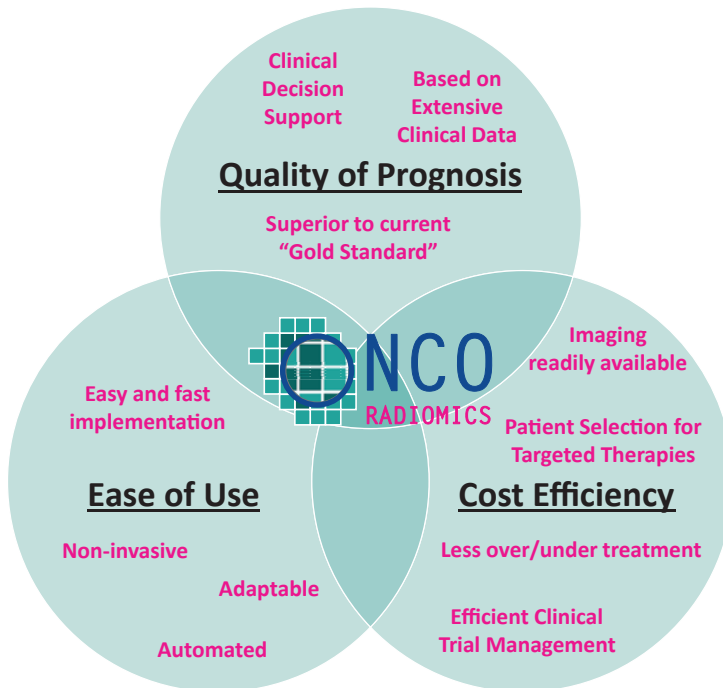 Clinical
Decision
Support
Based on
Extensive
Clinical Data
Quality of Prognosis
Superior to current
“Gold Standard”
ONCO
RADIOMICS
Easy and fast
implementation
Ease of Use
Non-invasive
Adaptable
Automated
Imaging
readily available
Patient Selection for
Targeted Therapies
Cost Efficiency
Less over/under treatment
Efficient Clinical
Trial Management